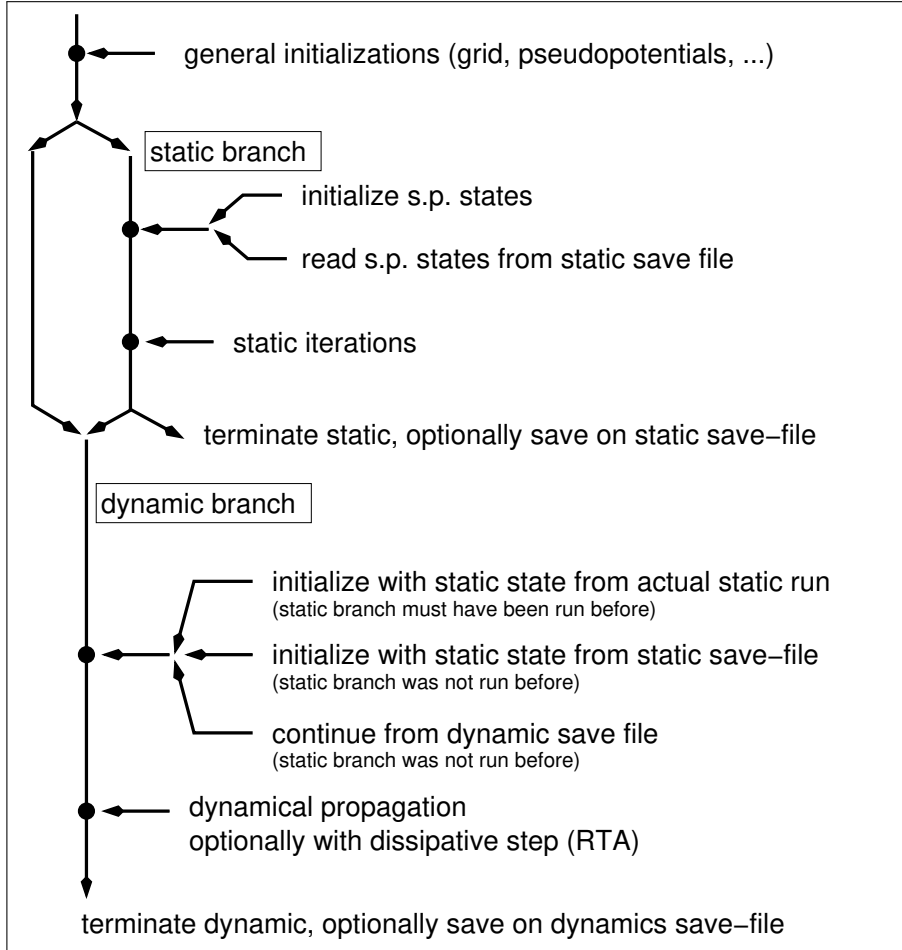 general initializations (grid, pseudopotentials, ...)
static branch
initialize s.p. states
read s.p. states from static save file
static iterations
terminate static, optionally save on static save−file
dynamic branch
initialize with static state from actual static run
(static branch must have been run before)
initialize with static state from static save−file
(static branch was not run before)
continue from dynamic save file
(static branch was not run before)
dynamical propagation
optionally with dissipative step (RTA)
terminate dynamic, optionally save on dynamics save−file